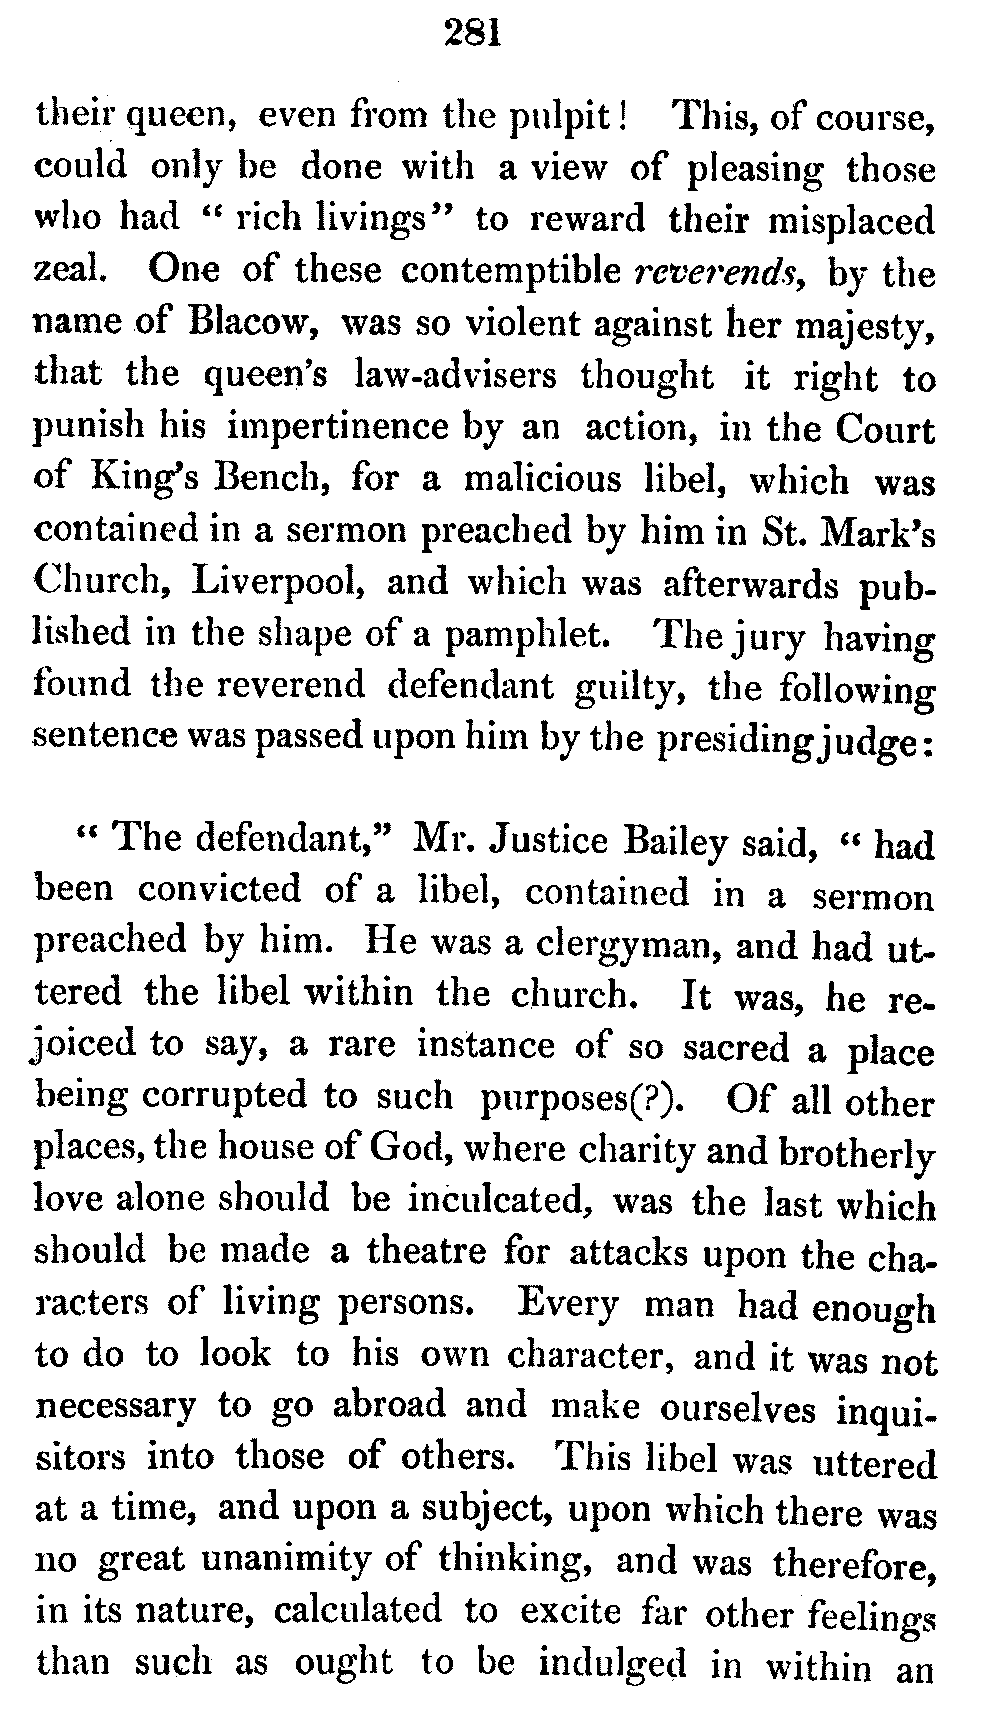 281
their queen, even from the pulpit! This, of course,
could only be done with a view of pleasing those
who had “ rich livings” to reward their misplaced
zeal. One of these contemptible reverends, by the
name of Blacow, was so violent against her majesty,
that the queen’s law-advisers thought it right to
punish his impertinence by an action, in the Court
of King’s Bench, for a malicious libel, which was
contained in a sermon preached by him in St. Mark’s
Church, Liverpool, and which was afterwards pub-
lished in the shape of a pamphlet. The jury having
found the reverend defendant guilty, the following
sentence was passed upon him by the presiding judge:
“ The defendant,” Mr. Justice Bailey said, “ had
been convicted of a libel, contained in a sermon
preached by him. He was a clergyman, and had ut-
tered the libel within the church. It was, he re-
joiced to say, a rare instance of so sacred a place
being corrupted to such purposes(?). Of all other
places, the house of God, where charity and brotherly
love alone should be inculcated, was the last which
should be made a theatre for attacks upon the cha-
racters of living persons. Every man had enough
to do to look to his own character, and it was not
necessary to go abroad and make ourselves inqui-
sitors into those of others. This libel was uttered
at a time, and upon a subject, upon which there was
no great unanimity of thinking, and was therefore,
in its nature, calculated to excite far other feelings
than such as ought to be indulged in within an